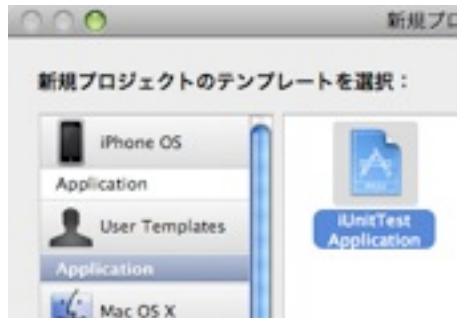 新規プロ
新規プロジェクトのテンプレートを選択：
iPhone OS
Application
User Templates
Application
Mac OS X
iUnitTest
Application